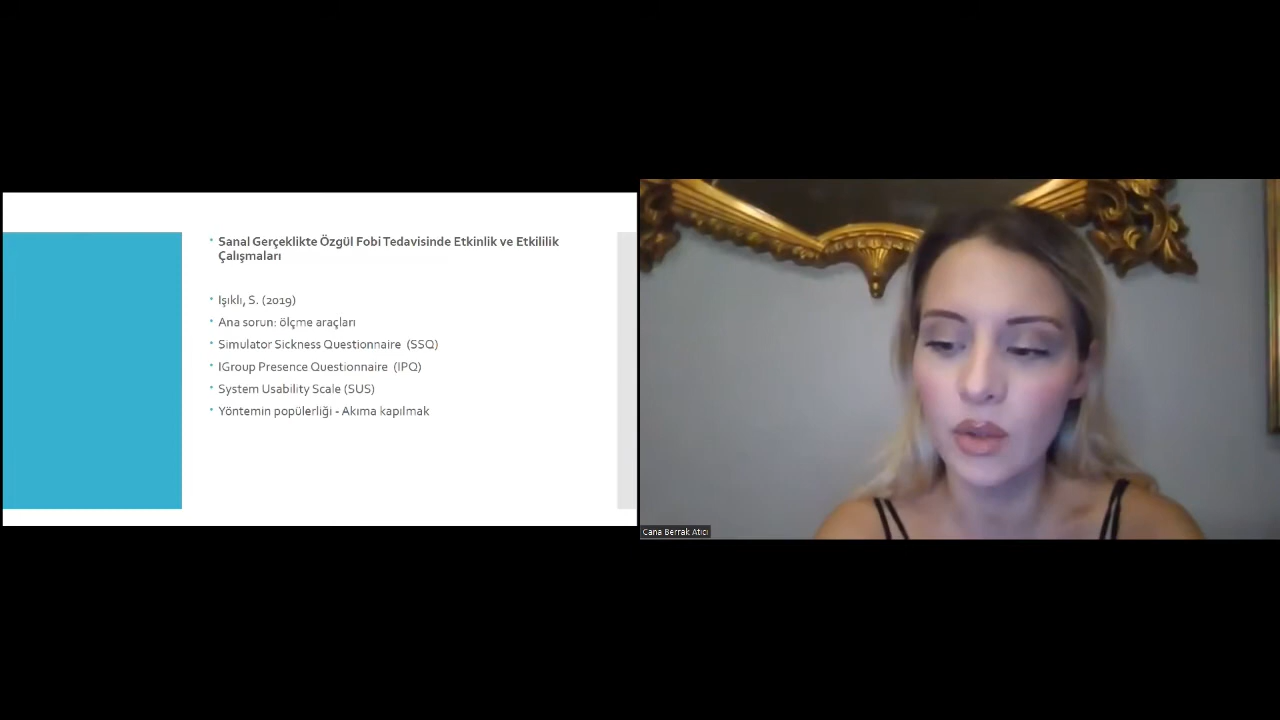 Sanal Gerçeklikte Özgül Fobi Tedavisinde Etkinlik ve Etkililik
Çalışmaları
Işıklı, S. (2019)
Ana sorun: ölçme araçları
Simulator Sickness Questionnaire (SSQ)
IGroup Presence Questionnaire (IPQ)
System Usability Scale (SUS)
Yöntemin popülerliği - Akıma kapılmak
Cana Berrak Atıcı